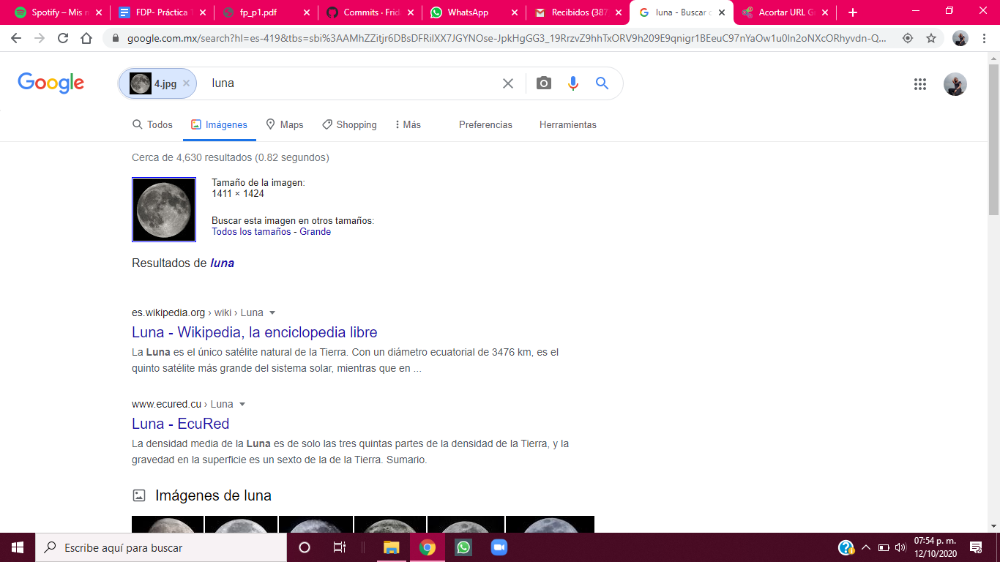 Spotify – Mis m
FDP- Práctica 1
fp_p1.pdf
Commits · Frid
WhatsApp
Recibidos (387
luna - Buscar c
Acortar URL G
google.com.mx/search?hl=es-419&tbs=sbi%3AAMhZZitjr6DBsDFRiIXX7JGYNOse-JpkHgGG3_19RrzvZ9hhTxORV9h209E9qnigr1BEeuC97nYaOw1u0In2oNXcORhyvdn-Q...
Google
4.jpg
luna
Todos
Imágenes
Maps
Shopping
Más
Preferencias
Herramientas
Cerca de 4,630 resultados (0.82 segundos)
Tamaño de la imagen:
1411 × 1424
Buscar esta imagen en otros tamaños:
Todos los tamaños - Grande
Resultados de luna
es.wikipedia.org › wiki › Luna
Luna - Wikipedia, la enciclopedia libre
La Luna es el único satélite natural de la Tierra. Con un diámetro ecuatorial de 3476 km, es el
quinto satélite más grande del sistema solar, mientras que en ...
www.ecured.cu › Luna
Luna - EcuRed
La densidad media de la Luna es de solo las tres quintas partes de la densidad de la Tierra, y la
gravedad en la superficie es un sexto de la de la Tierra. Sumario.
Imágenes de luna
Escribe aquí para buscar
07:54 p. m.
12/10/2020